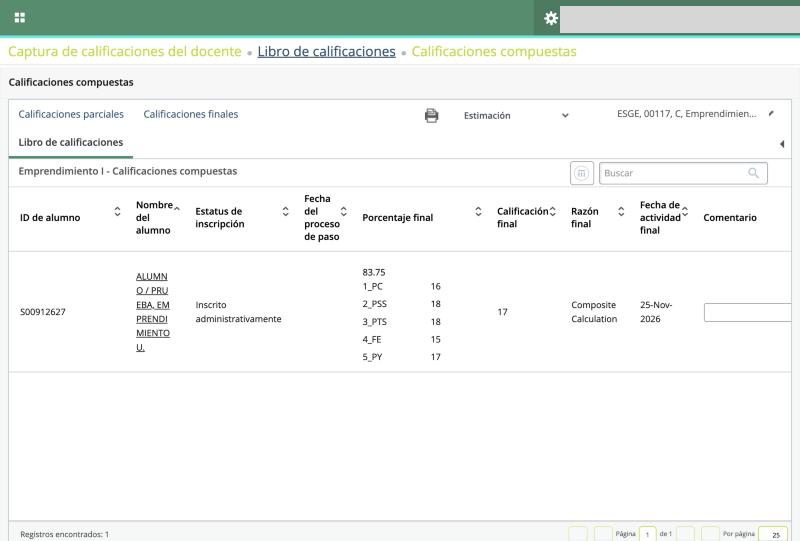 Captura de calificaciones del docente • Libro de calificaciones • Calificaciones compuestas
Calificaciones compuestas
Calificaciones parciales Calificaciones finales Estimación ESGE, 00117, C, Emprendimien...
Libro de calificaciones
Emprendimiento I - Calificaciones compuestas Buscar
ID de alumno
Nombre
del
alumno
Estatus de
inscripción
Fecha
del
proceso
de paso
Porcentaje final
Calificación
final
Razón
final
Fecha de
actividad
final
Comentario
S00912627
ALUMN
O / PRU
EBA, EM
PRENDI
MIENTO
U.
Inscrito
administrativamente
83.75
1_PC 16
2_PSS 18
3_PTS 18
4_FE 15
5_PY 17
17
Composite
Calculation
25-Nov-
2026
Registros encontrados: 1 Página 1 de 1 Por página 25